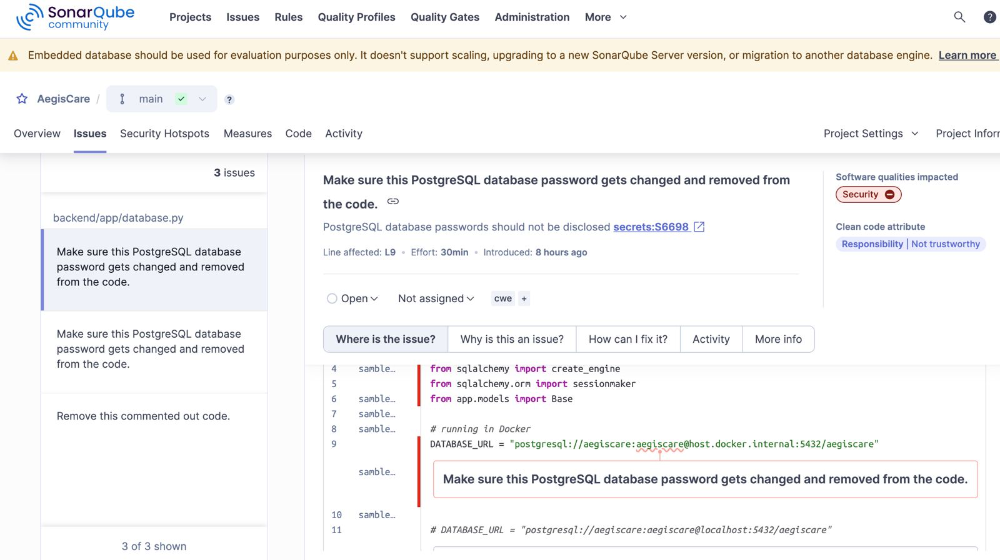 SonarQube
community
Projects Issues Rules Quality Profiles Quality Gates Administration More
?
Embedded database should be used for evaluation purposes only. It doesn't support scaling, upgrading to a new SonarQube Server version, or migration to another database engine. Learn more
AegisCare / main ?
Overview Issues Security Hotspots Measures Code Activity
Project Settings Project Infor
3 issues
backend/app/database.py
Make sure this PostgreSQL database
password gets changed and removed
from the code.
Make sure this PostgreSQL database
password gets changed and removed
from the code.
Remove this commented out code.
3 of 3 shown
Make sure this PostgreSQL database password gets changed and removed from
the code.
PostgreSQL database passwords should not be disclosed secrets:S6698
Line affected: L9 • Effort: 30min • Introduced: 8 hours ago
Open Not assigned cwe +
Software qualities impacted
Security
Clean code attribute
Responsibility | Not trustworthy
Where is the issue? Why is this an issue? How can I fix it? Activity More info
4 samble… from sqlalchemy import create_engine
5 from sqlalchemy.orm import sessionmaker
6 samble… from app.models import Base
7 samble…
8 samble… # running in Docker
9 DATABASE_URL = "postgresql://aegiscare:aegiscare@host.docker.internal:5432/aegiscare"
samble… Make sure this PostgreSQL database password gets changed and removed from the code.
10 samble…
11 # DATABASE_URL = "postgresql://aegiscare:aegiscare@localhost:5432/aegiscare"